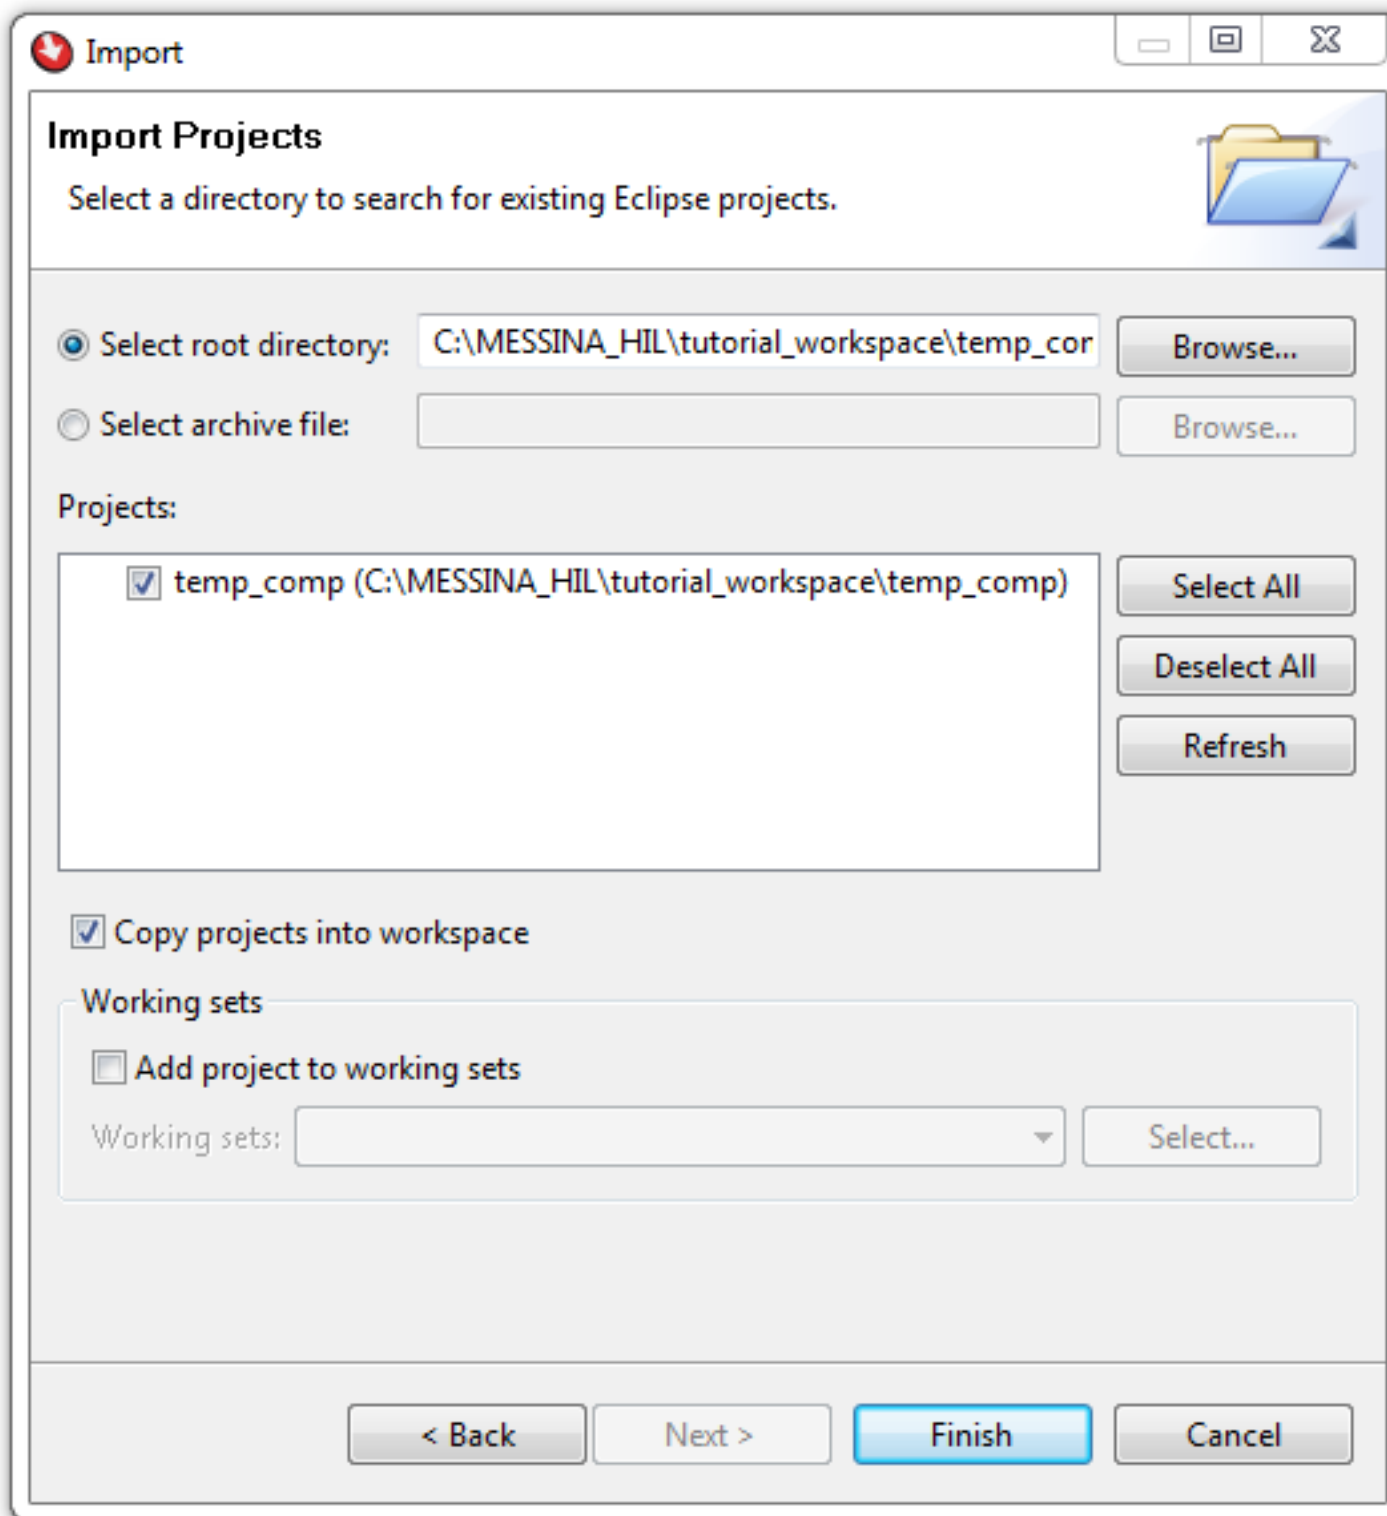 Import
Import Projects
Select a directory to search for existing Eclipse projects.
Select root directory: C:\MESSINA_HIL\tutorial_workspace\temp_cor Browse...
Select archive file: Browse...
Projects:
temp_comp (C:\MESSINA_HIL\tutorial_workspace\temp_comp) Select All
Deselect All
Refresh
Copy projects into workspace
Working sets
Add project to working sets
Working sets: Select...
< Back Next > Finish Cancel